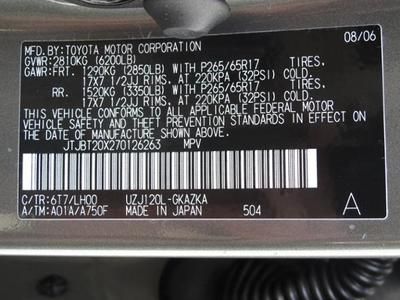 MFD.BY:TOYOTA MOTOR CORPORATION 08/06
GVWR:2810KG (6200LB)
GAWR:FRT. 1290KG (2850LB) WITH P265/65R17 TIRES,
17X7 1/2JJ RIMS, AT 220KPA (32PSI) COLD.
RR. 1520KG (3350LB) WITH P265/65R17 TIRES,
17X7 1/2JJ RIMS, AT 220KPA (32PSI) COLD.
THIS VEHICLE CONFORMS TO ALL APPLICABLE FEDERAL MOTOR
VEHICLE SAFETY AND THEFT PREVENTION STANDARDS IN EFFECT
ON THE DATE OF MANUFACTURE SHOWN ABOVE.
JTJBT20X270126263 MPV
C/TR:6T7/LH00 UZJ120L-GKAZKA
A/TM:A01A/A750F MADE IN JAPAN 504 A